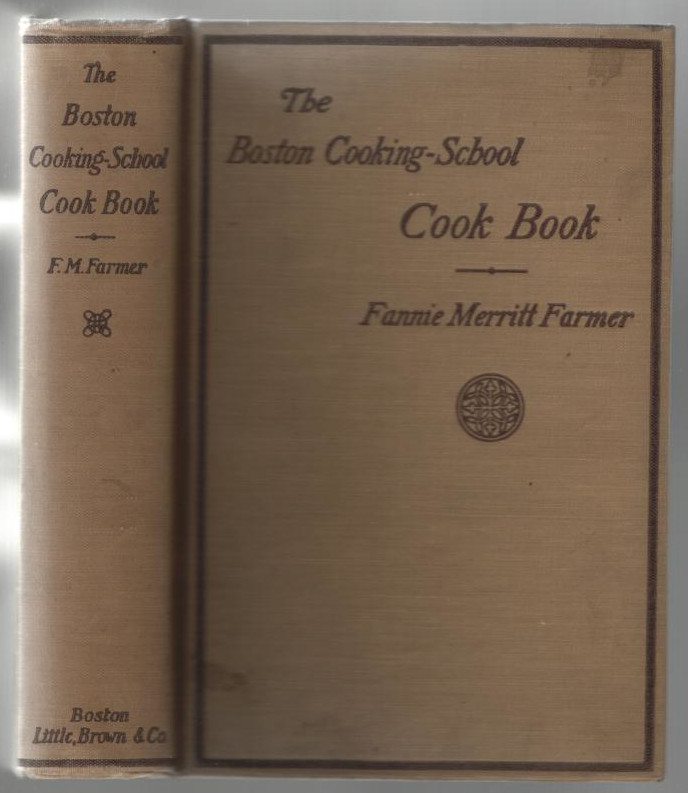 The
Boston
Cooking-School
Cook Book
F. M. Farmer
Boston
Little, Brown & Co.
The
Boston Cooking-School
Cook Book
Fannie Merritt Farmer